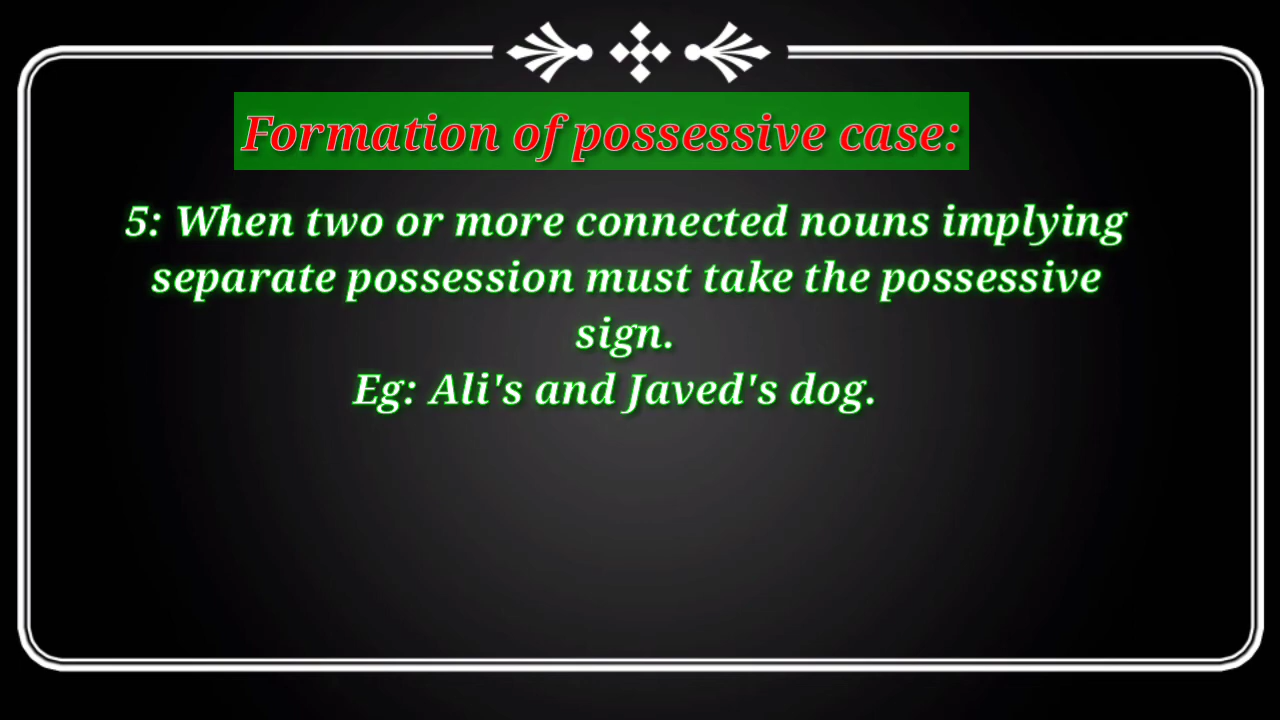 Formation of possessive case:
5: When two or more connected nouns implying
separate possession must take the possessive
sign.
Eg: Ali's and Javed's dog.